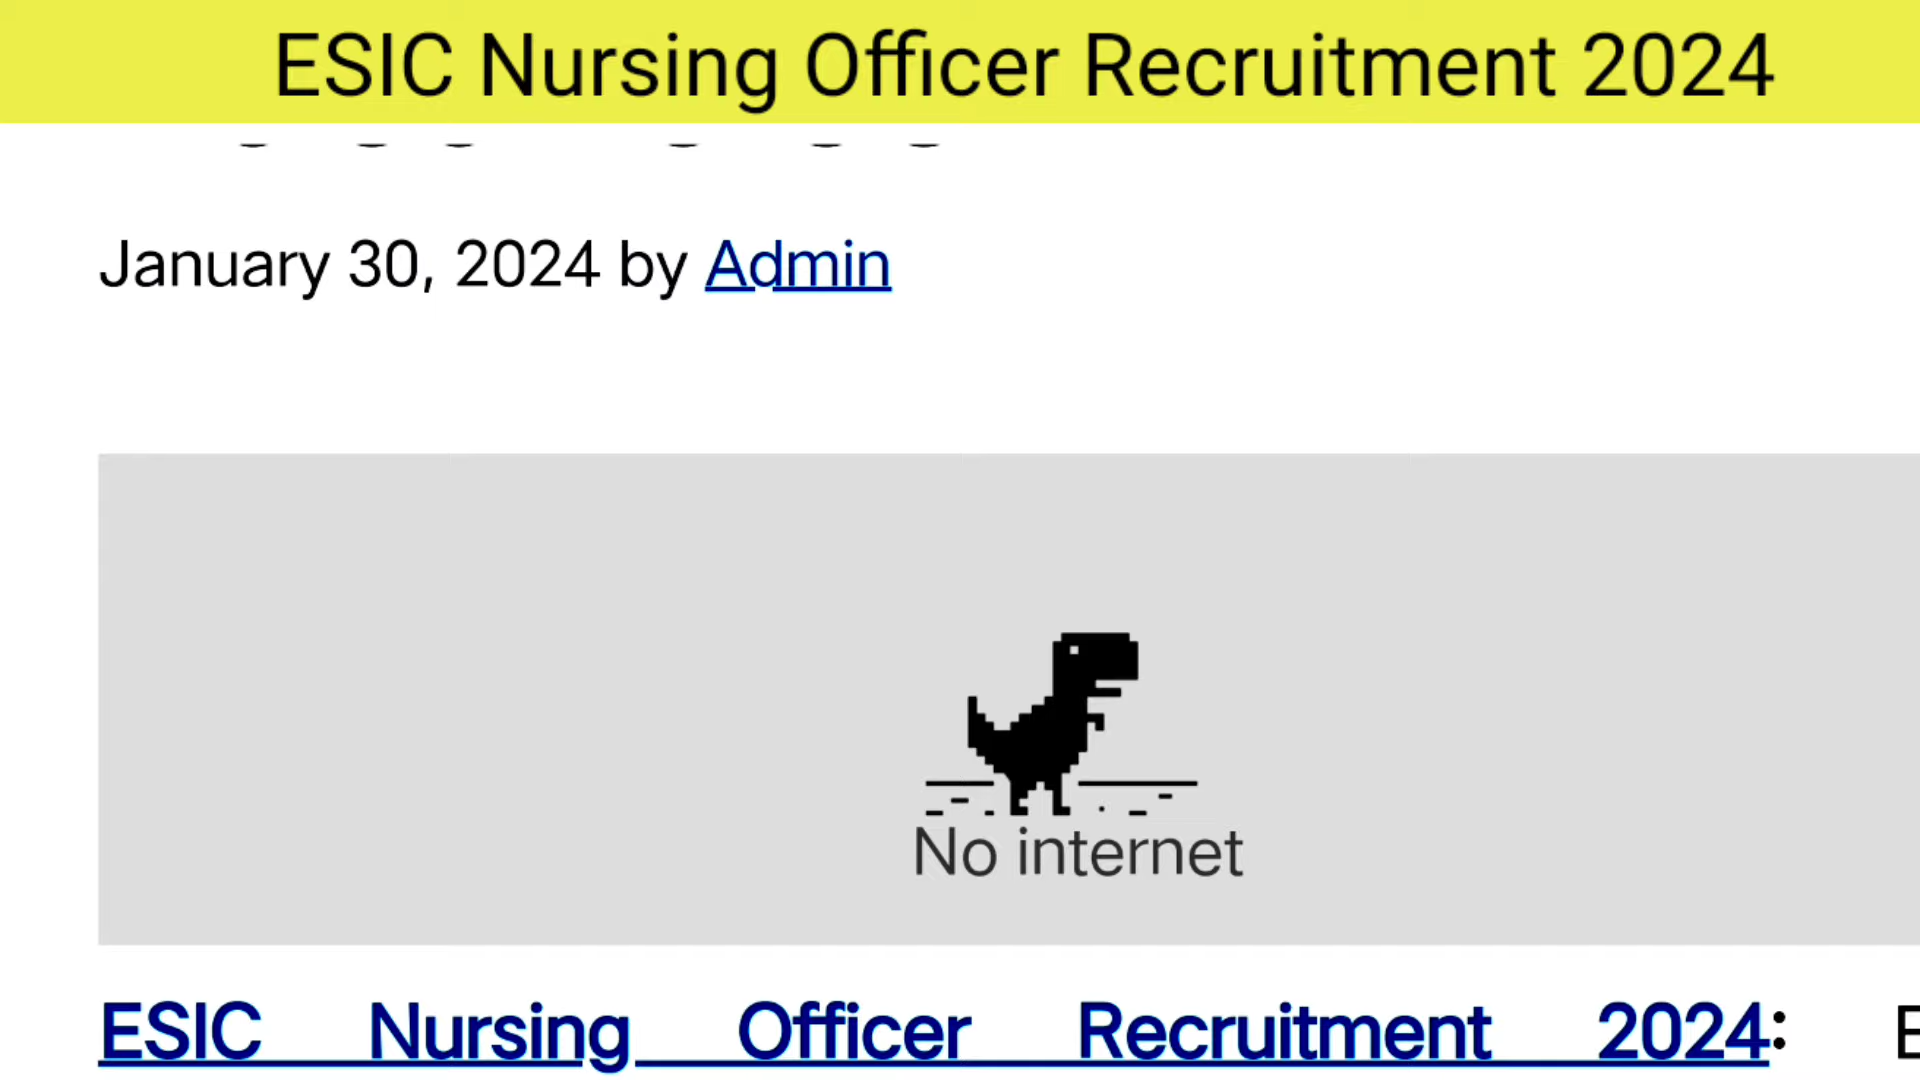 ESIC Nursing Officer Recruitment 2024
January 30, 2024 by Admin
No internet
ESIC Nursing Officer Recruitment 2024: